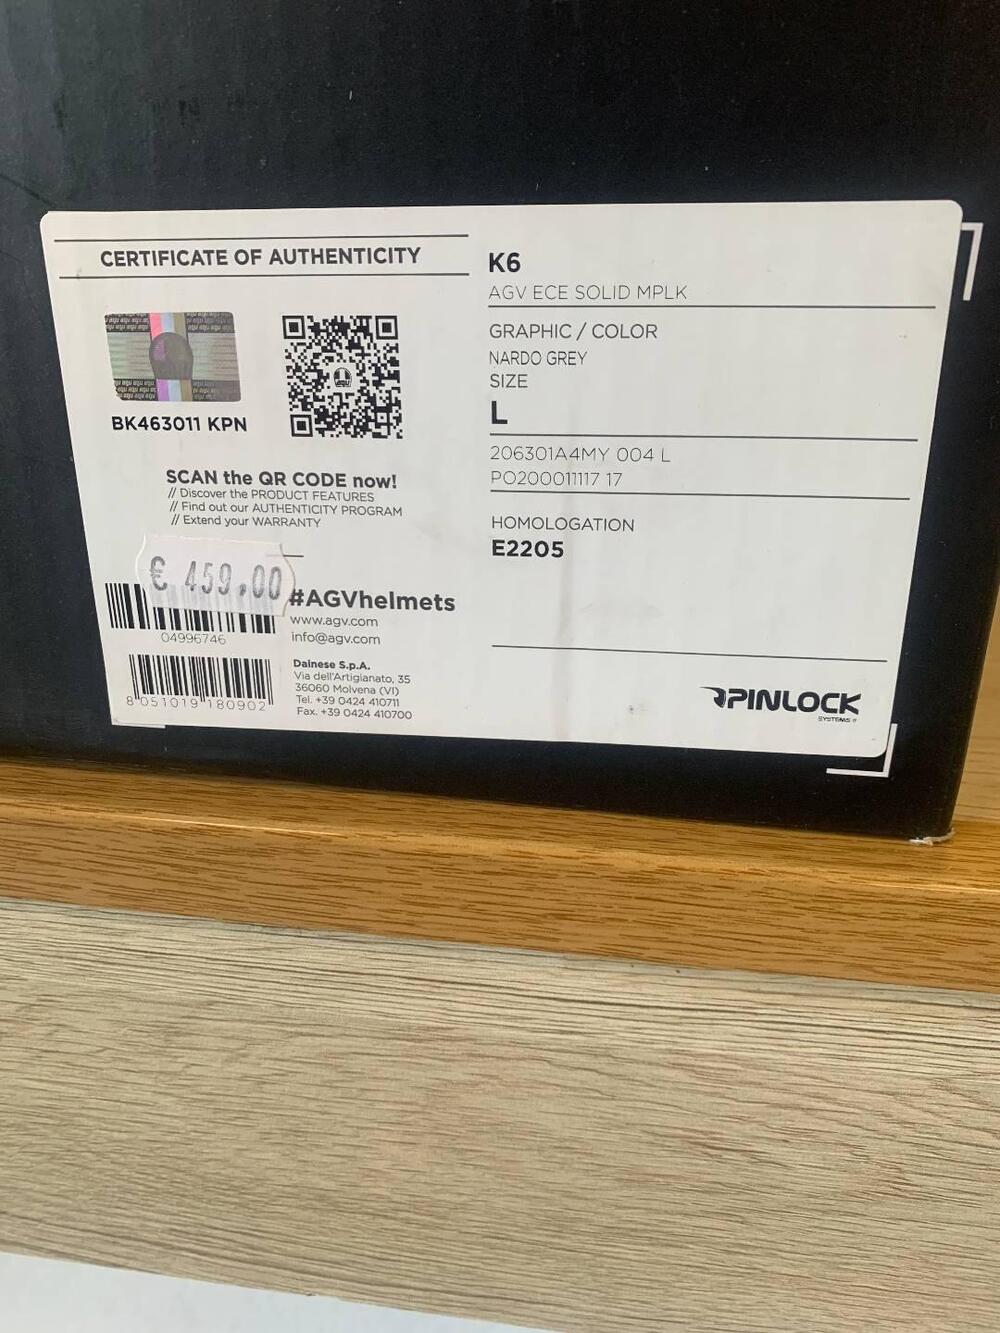 CERTIFICATE OF AUTHENTICITY
BK463011 KPN
SCAN the QR CODE now!
// Discover the PRODUCT FEATURES
// Find out our AUTHENTICITY PROGRAM
// Extend your WARRANTY
€ 459,00
04996746
8 051019 180902
#AGVhelmets
www.agv.com
info@agv.com
Dainese S.p.A.
Via dell'Artigianato, 35
36060 Molvena (VI)
Tel. +39 0424 410711
Fax. +39 0424 410700
K6
AGV ECE SOLID MPLK
GRAPHIC / COLOR
NARDO GREY
SIZE
L
206301A4MY 004 L
PO200011117 17
HOMOLOGATION
E2205
PINLOCK
SYSTEMS